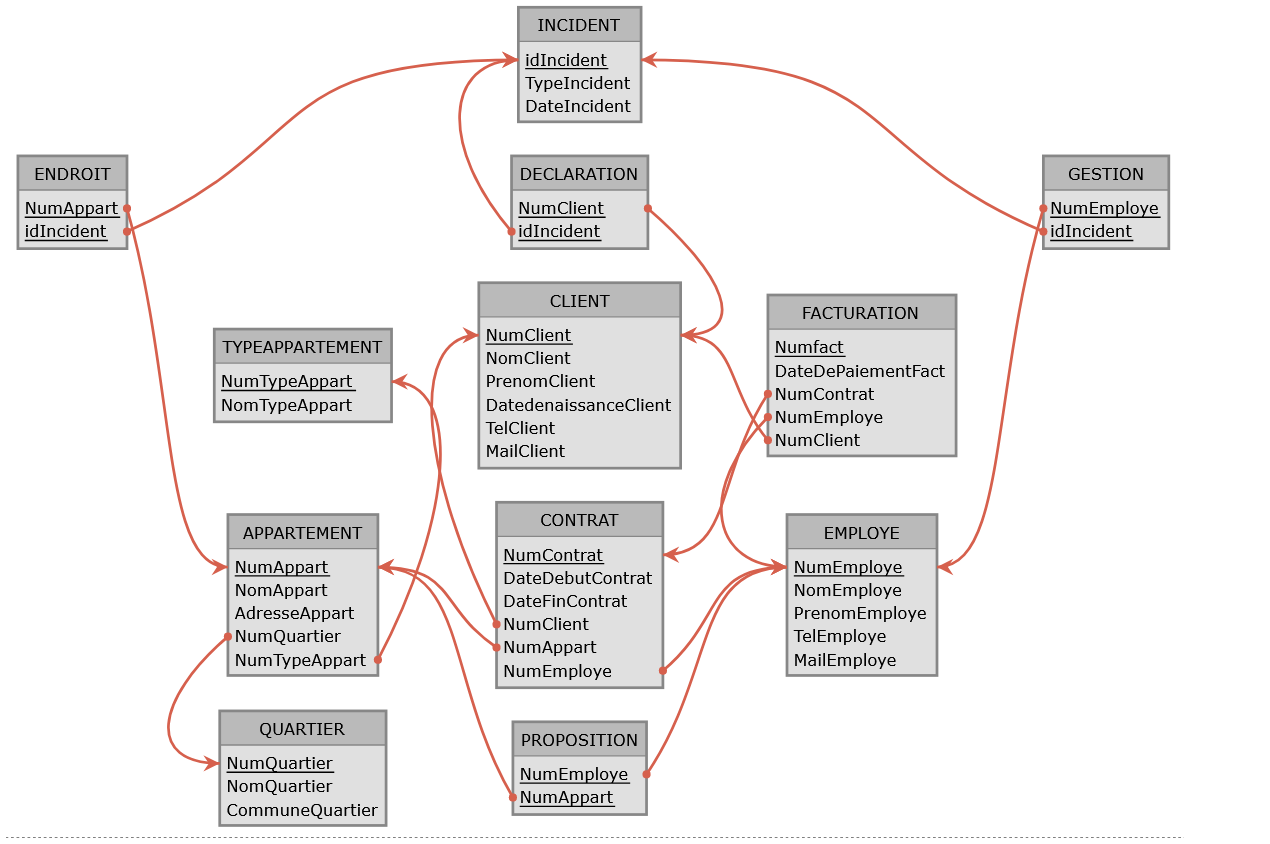 INCIDENT
idIncident
TypeIncident
DateIncident
ENDROIT
NumAppart
idIncident
DECLARATION
NumClient
idIncident
GESTION
NumEmploye
idIncident
CLIENT
NumClient
NomClient
PrenomClient
DatedenaissanceClient
TelClient
MailClient
FACTURATION
Numfact
DateDePaiementFact
NumContrat
NumEmploye
NumClient
TYPEAPPARTEMENT
NumTypeAppart
NomTypeAppart
APPARTEMENT
NumAppart
NomAppart
AdresseAppart
NumQuartier
NumTypeAppart
CONTRAT
NumContrat
DateDebutContrat
DateFinContrat
NumClient
NumAppart
NumEmploye
EMPLOYE
NumEmploye
NomEmploye
PrenomEmploye
TelEmploye
MailEmploye
QUARTIER
NumQuartier
NomQuartier
CommuneQuartier
PROPOSITION
NumEmploye
NumAppart